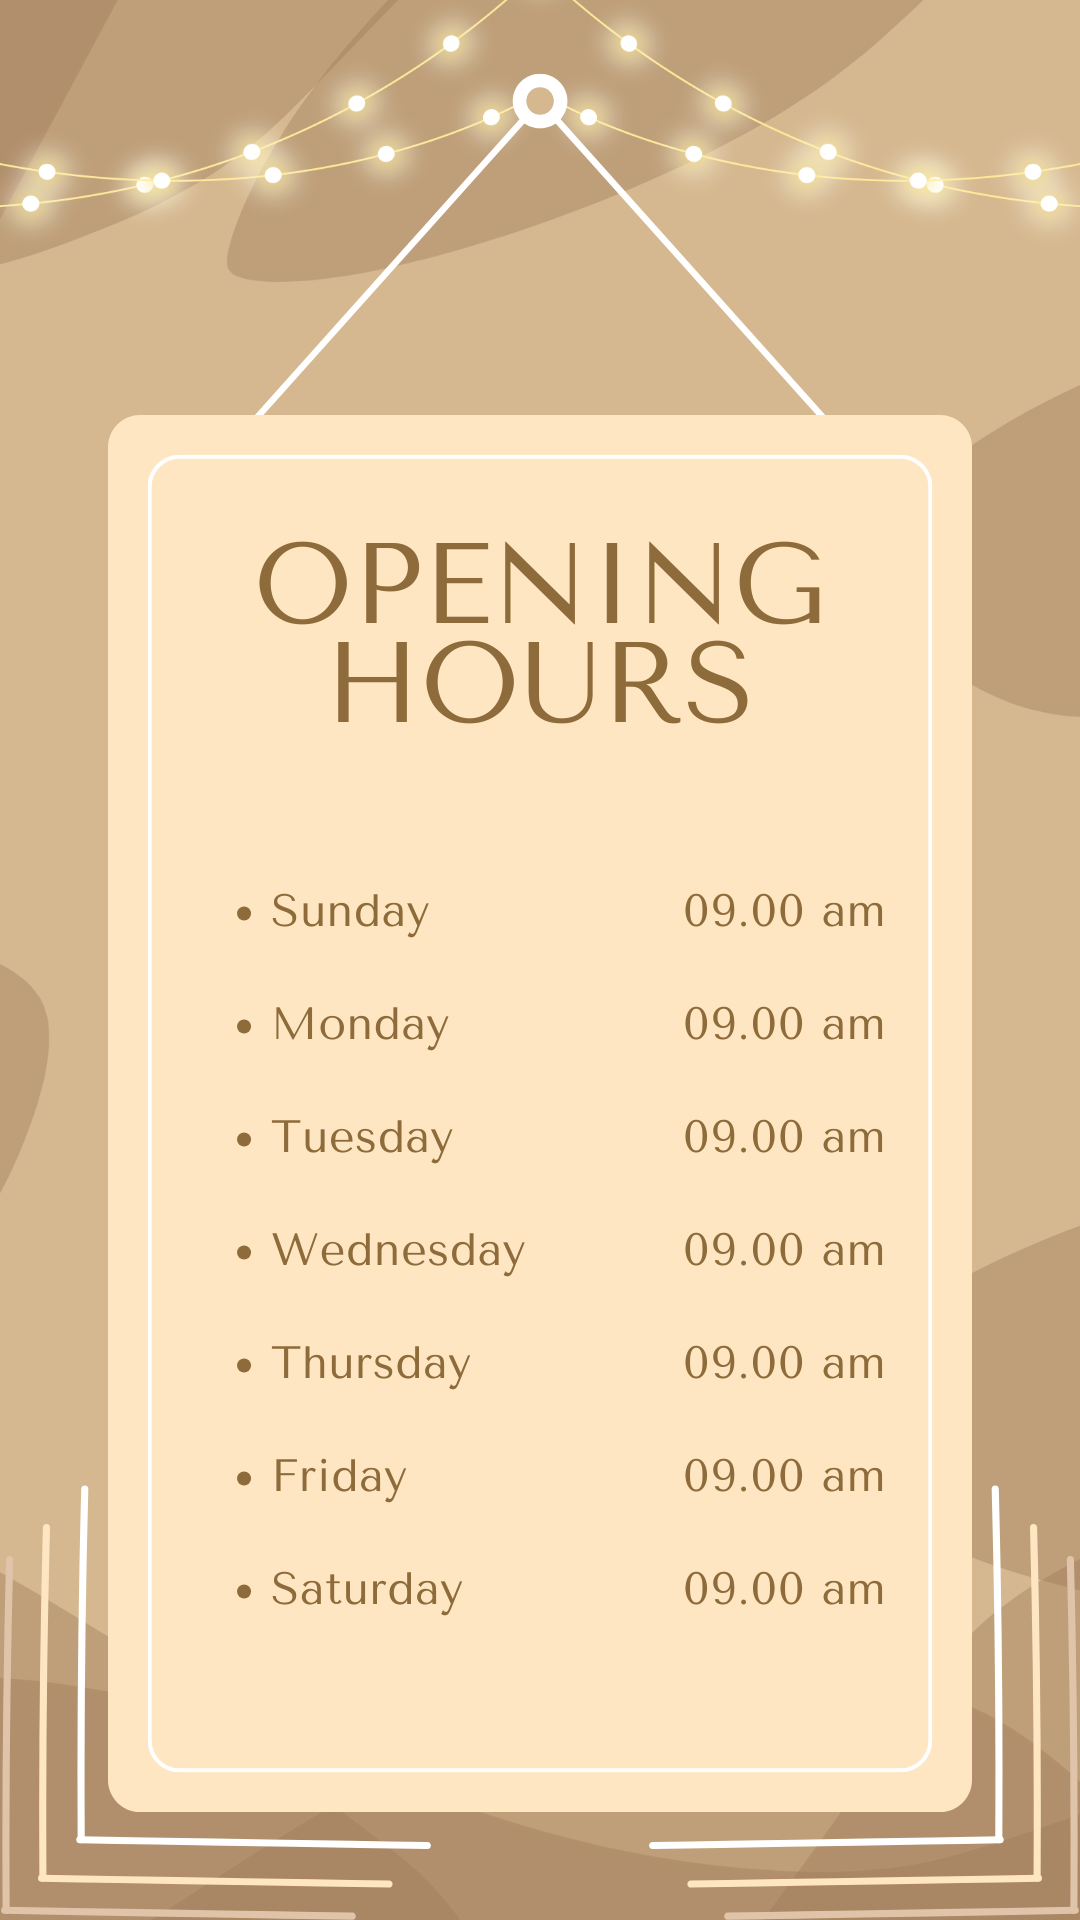 OPENING
HOURS
• Sunday 09.00 am
• Monday 09.00 am
• Tuesday 09.00 am
• Wednesday 09.00 am
• Thursday 09.00 am
• Friday 09.00 am
• Saturday 09.00 am